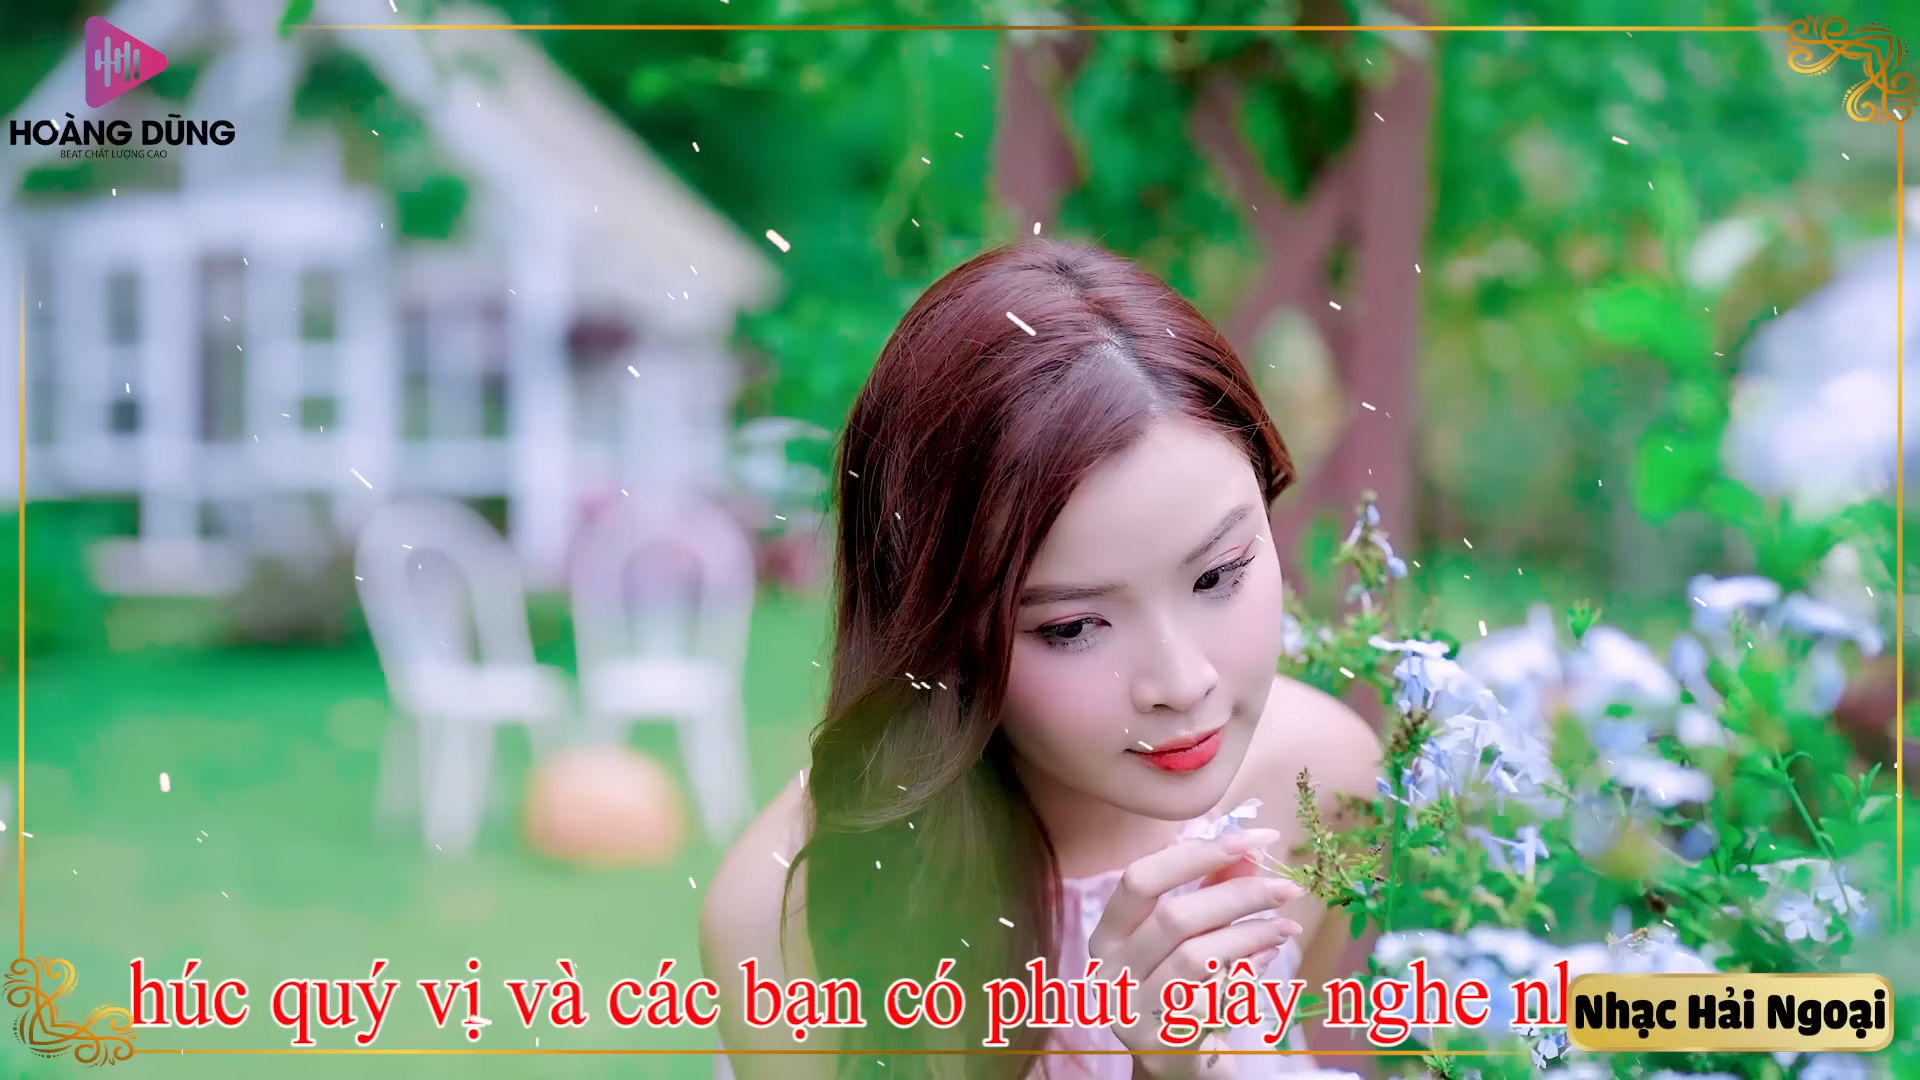 HOÀNG DŨNG
BEAT CHẤT LƯỢNG CAO
húc quý vị và các bạn có phút giây nghe
Nhạc Hải Ngoại